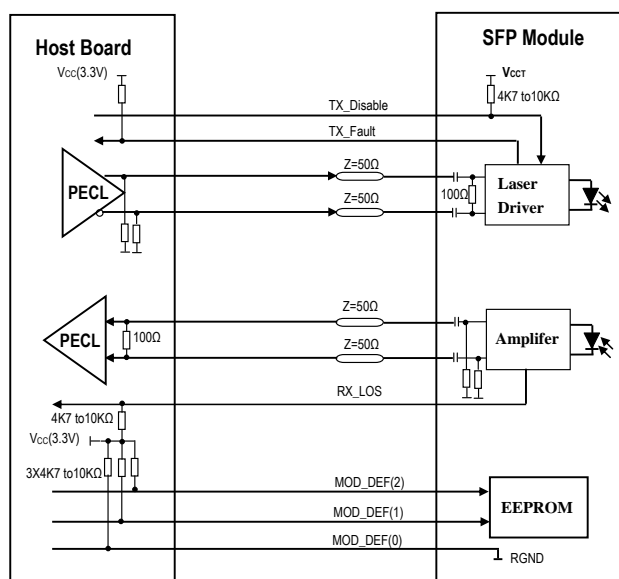 Host Board
SFP Module
Vcc(3.3V)
VCCT
4K7 to10KΩ
TX_Disable
TX_Fault
Z=50Ω
PECL
100Ω
Laser
Driver
Z=50Ω
Z=50Ω
PECL
100Ω
Z=50Ω
Amplifer
RX_LOS
4K7 to10KΩ
Vcc(3.3V)
3X4K7 to10KΩ
MOD_DEF(2)
EEPROM
MOD_DEF(1)
MOD_DEF(0)
RGND